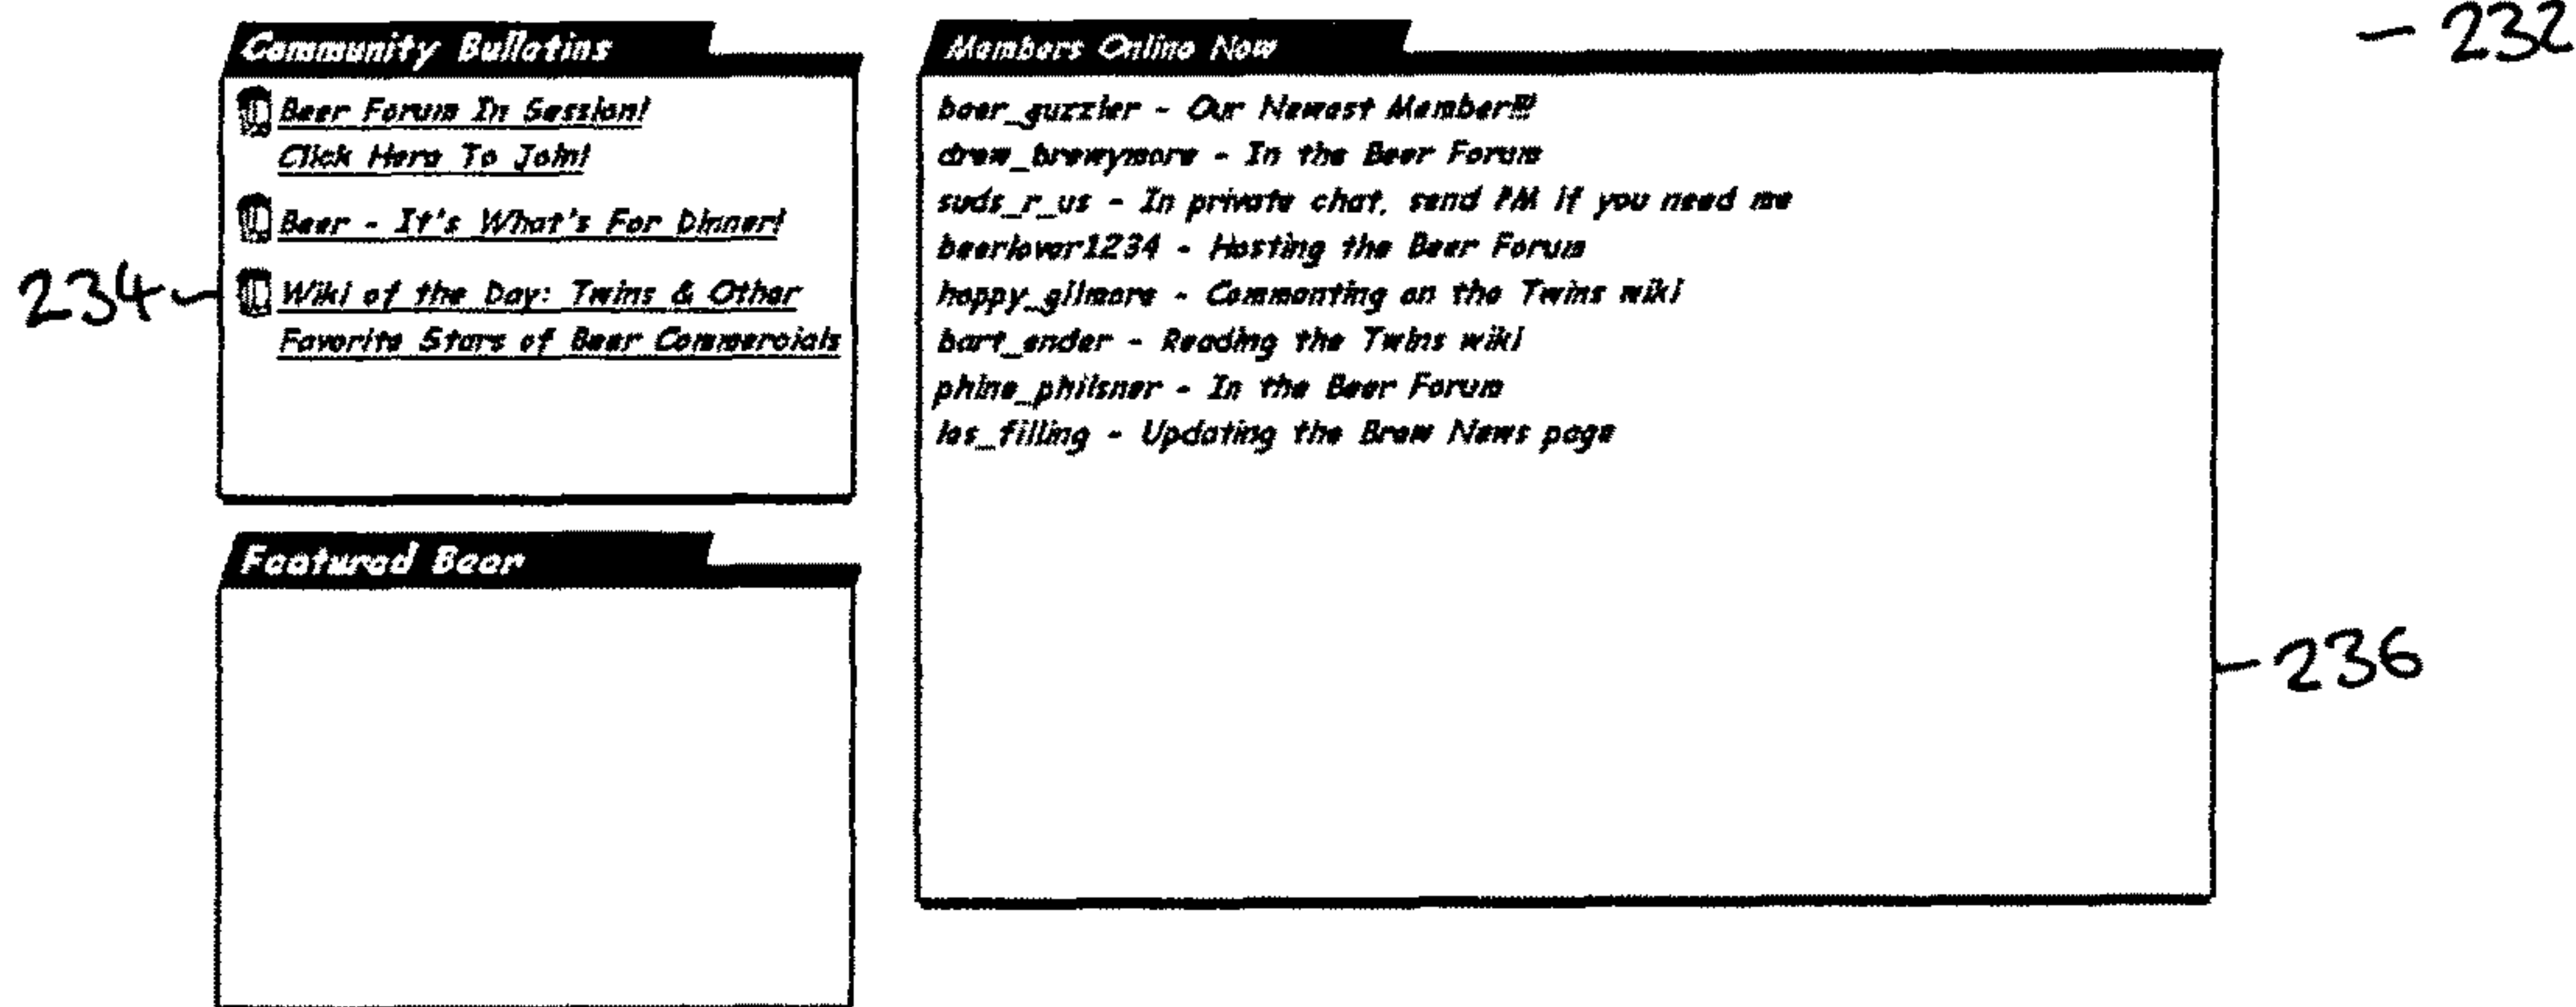 232
Community Bulletins
Beer Forum In Session!
Click Here To Join!
Beer - It's What's For Dinner!
234
Wiki of the Day: Twins & Other
Favorite Stars of Beer Commercials
Featured Beer
Members Online Now
beer_guzzler - Our Newest Member!!!
drew_brewymore - In the Beer Forum
suds_r_us - In private chat, send PM if you need me
beerlover1234 - Hosting the Beer Forum
happy_gilmore - Commenting on the Twins wiki
bart_ender - Reading the Twins wiki
phine_philsner - In the Beer Forum
les_filling - Updating the Brew News page
236